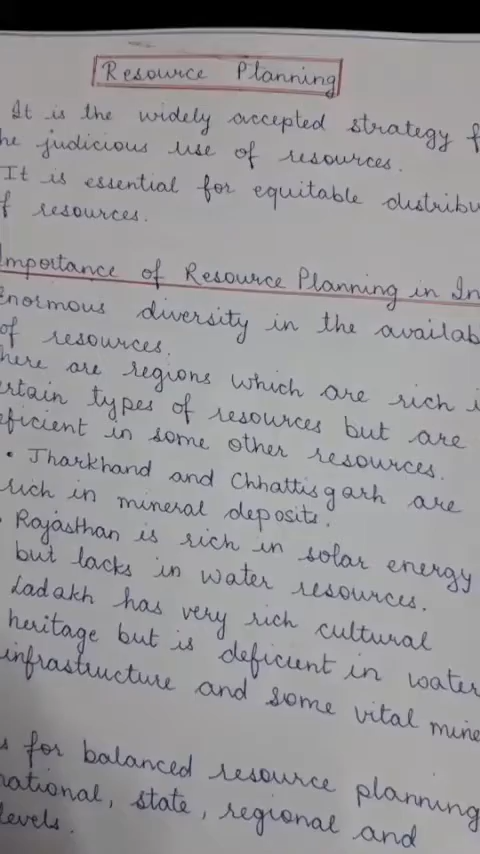 Resource Planning
It is the widely accepted strategy f
he judicious use of resources.
It is essential for equitable distribu
f resources.
Importance of Resource Planning in In
Enormous diversity in the availab
of resources.
here are regions which are rich i
ertain types of resources but are
eficient in some other resources.
• Jharkhand and Chhattisgarh are
rich in mineral deposits.
• Rajasthan is rich in solar energy
but lacks in water resources.
Ladakh has very rich cultural
heritage but is deficient in water
infrastructure and some vital mine
s for balanced resource planning
national, state, regional and
levels.